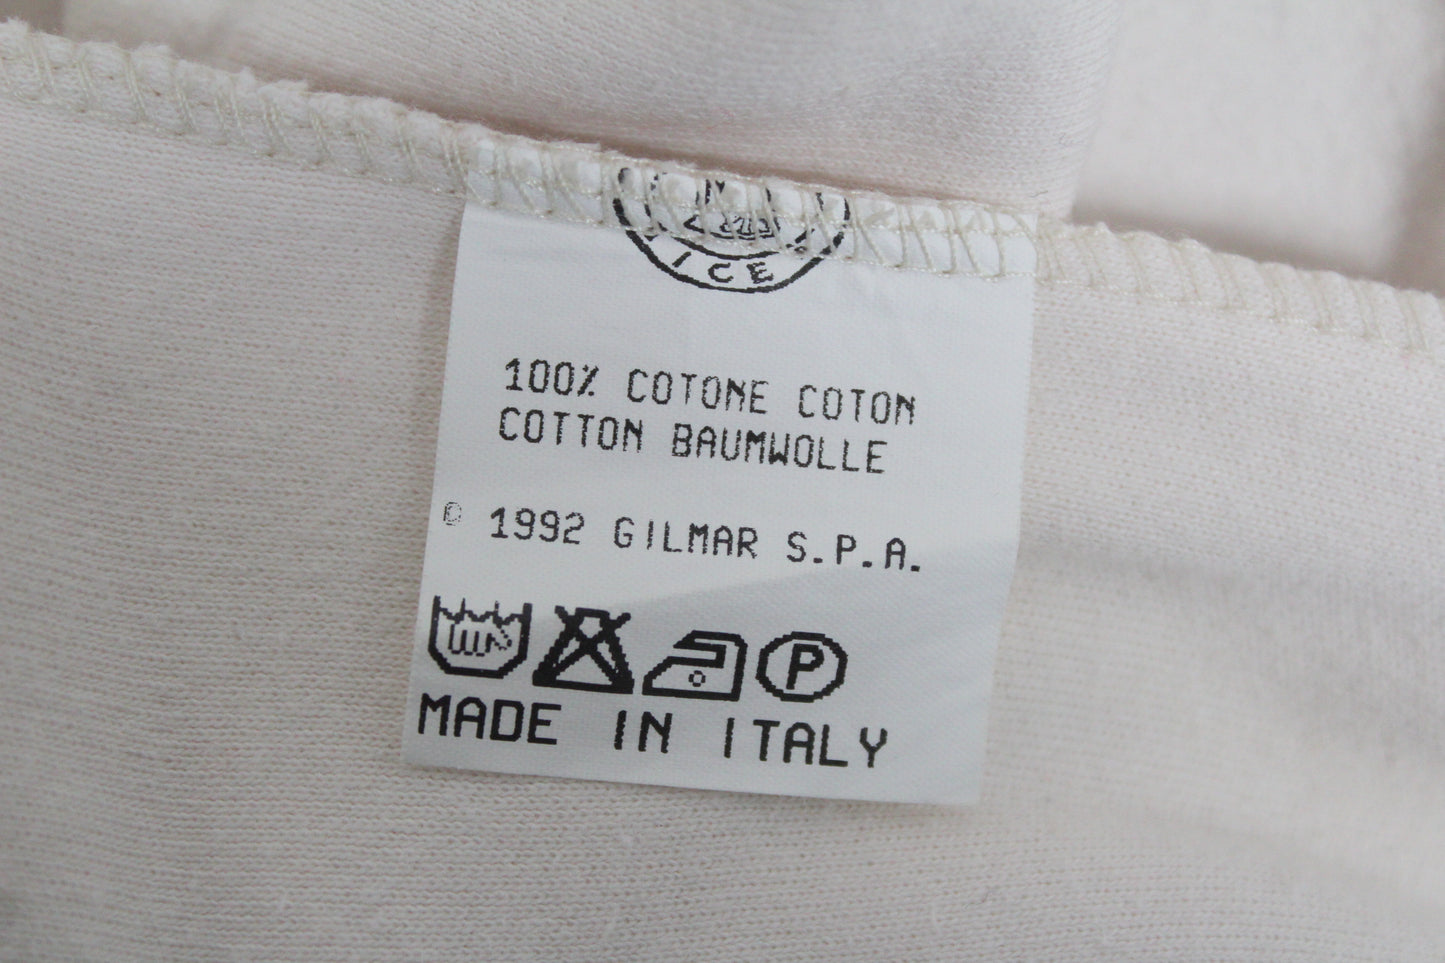 ICE
100% COTONE COTON
COTTON BAUMWOLLE
© 1992 GILMAR S.P.A.
P
MADE IN ITALY